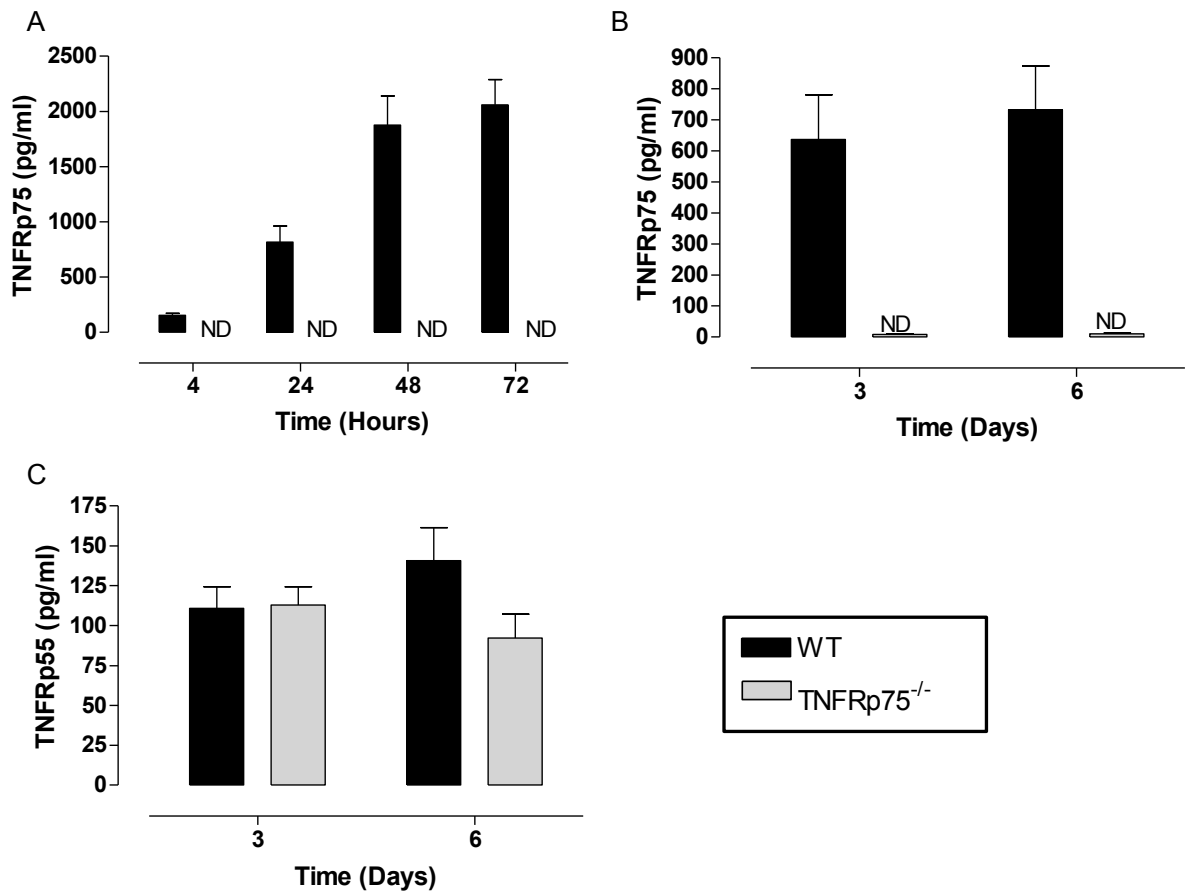 A
TNFRp75 (pg/ml)
2500
2000
1500
1000
500
0
ND ND ND ND
4 24 48 72
Time (Hours)
B
TNFRp75 (pg/ml)
900
800
700
600
500
400
300
200
100
0
ND ND
3 6
Time (Days)
C
TNFRp55 (pg/ml)
175
150
125
100
75
50
25
0
3 6
Time (Days)
WT
TNFRp75-/-